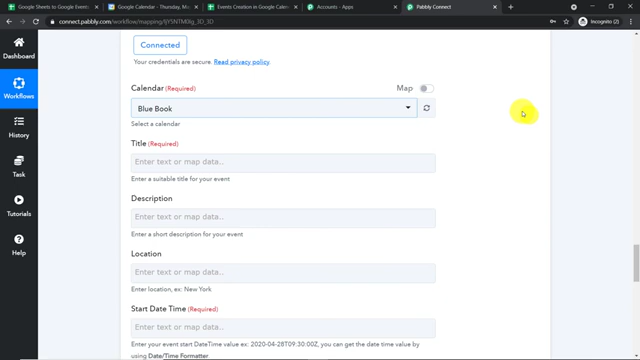 Google Sheets to Google Events
Google Calendar - Thursday, M
Events Creation in Google Calen
Accounts - Apps
Pabbly Connect
Incognito (2)
connect.pabbly.com/workflow/mapping/IjY5NTM0Ig_3D_3D
Connected
Your credentials are secure. Read privacy policy
Dashboard
Workflows
History
Task
Tutorials
Help
Calendar (Required)
Map
Blue Book
Select a calendar
Title (Required)
Enter text or map data..
Enter a suitable title for your event
Description
Enter text or map data..
Enter a short description for your event
Location
Enter text or map data..
Enter location, ex: New York
Start Date Time (Required)
Enter text or map data..
Enter your event start DateTime value ex: 2020-04-28T09:30:00Z, you can get the date time value by
using Date/Time Formatter